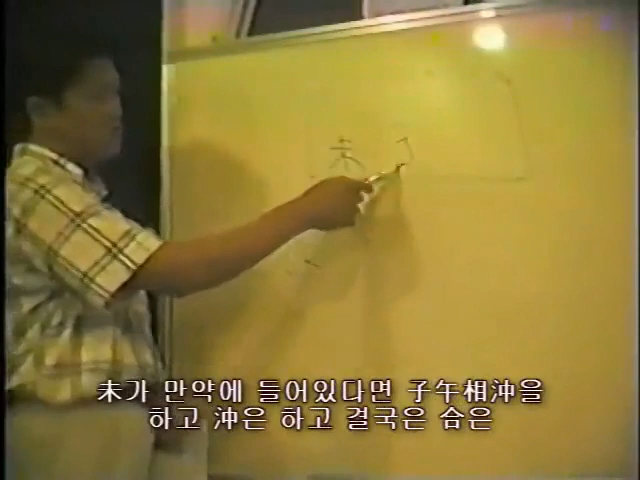 未
未가 만약에 들어있다면 子午相沖을
하고 沖은 하고 결국은 合은